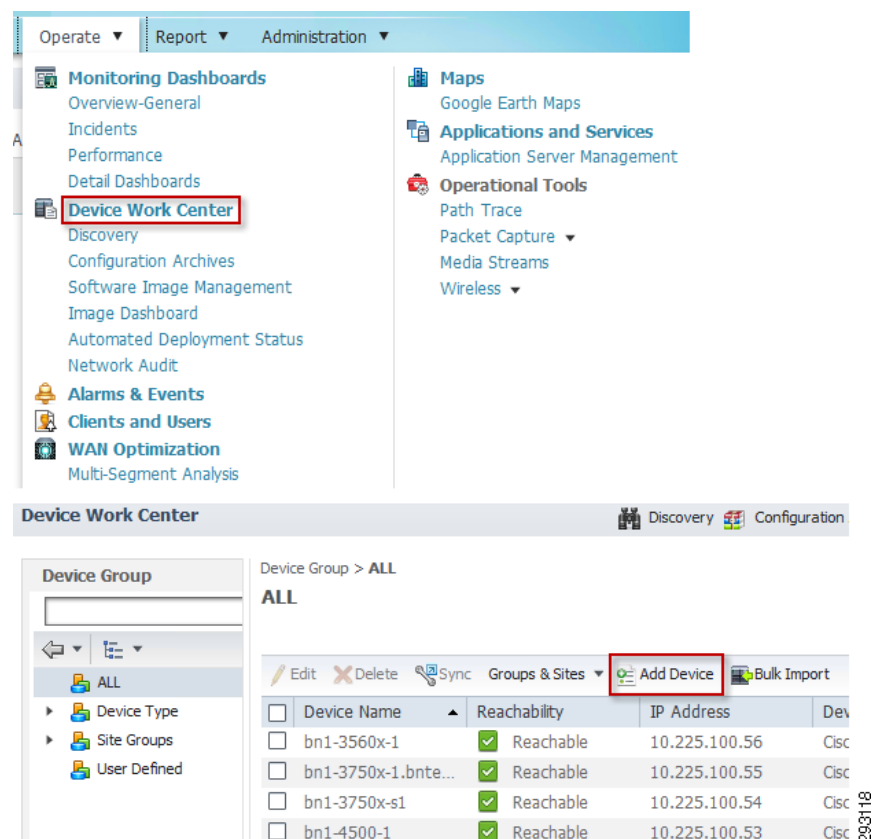 Operate ▼ Report ▼ Administration ▼
Monitoring Dashboards
Overview-General
Incidents
Performance
Detail Dashboards
Device Work Center
Discovery
Configuration Archives
Software Image Management
Image Dashboard
Automated Deployment Status
Network Audit
Alarms & Events
Clients and Users
WAN Optimization
Multi-Segment Analysis
Maps
Google Earth Maps
Applications and Services
Application Server Management
Operational Tools
Path Trace
Packet Capture ▼
Media Streams
Wireless ▼
A
Device Work Center
Discovery Configuration
Device Group
ALL
Device Type
Site Groups
User Defined
Device Group > ALL
ALL
Edit Delete Sync Groups & Sites ▼ Add Device Bulk Import
Device Name ▲ Reachability IP Address Dev
bn1-3560x-1 Reachable 10.225.100.56 Cisc
bn1-3750x-1.bnte... Reachable 10.225.100.55 Cisc
bn1-3750x-s1 Reachable 10.225.100.54 Cisc
bn1-4500-1 Reachable 10.225.100.53 Cisc
293118